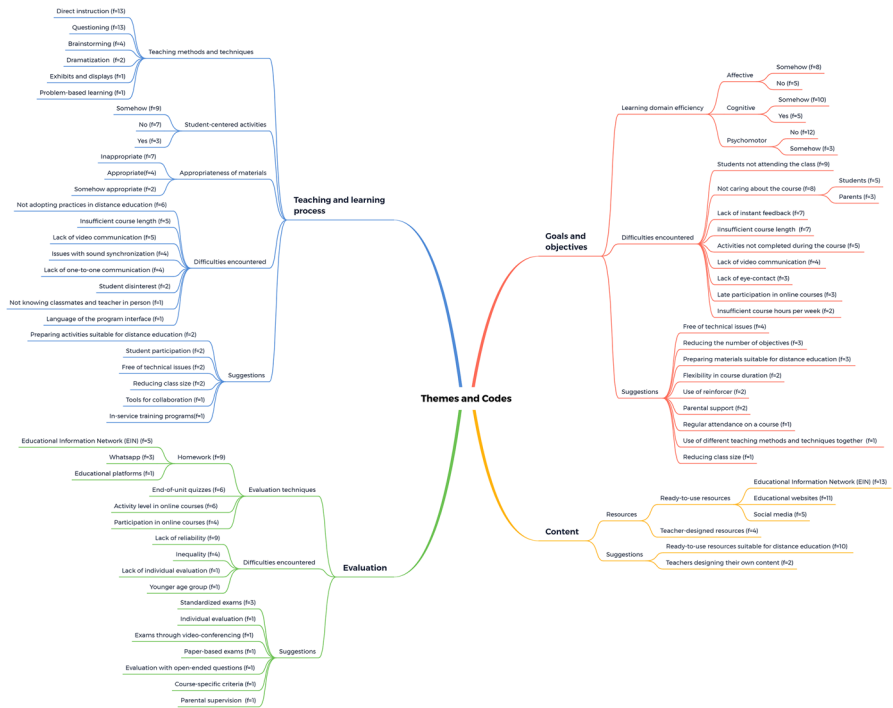 Themes and Codes
Teaching and learning
process
Teaching methods and techniques
Direct instruction (f=13)
Questioning (f=13)
Brainstorming (f=4)
Dramatization  (f=2)
Exhibits and displays (f=1)
Problem-based learning (f=1)
Student-centered activities
Somehow (f=9)
No (f=7)
Yes (f=3)
Appropriateness of materials
Inappropriate (f=7)
Appropriate(f=4)
Somehow appropriate (f=2)
Difficulties encountered
Not adopting practices in distance education (f=6)
Insufficient course length (f=5)
Lack of video communication (f=5)
Issues with sound synchronization (f=4)
Lack of one-to-one communication (f=4)
Student disinterest (f=2)
Not knowing classmates and teacher in person (f=1)
Language of the program interface (f=1)
Suggestions
Preparing activities suitable for distance education (f=2)
Student participation (f=2)
Free of technical issues (f=2)
Reducing class size (f=2)
Tools for collaboration (f=1)
In-service training programs(f=1)
Evaluation
Evaluation techniques
Homework (f=9)
Educational Information Network (EIN) (f=5)
Whatsapp (f=3)
Educational platforms (f=1)
End-of-unit quizzes (f=6)
Activity level in online courses (f=6)
Participation in online courses (f=4)
Difficulties encountered
Lack of reliability (f=9)
Inequality (f=4)
Lack of individual evaluation (f=1)
Younger age group (f=1)
Suggestions
Standardized exams (f=3)
Individual evaluation (f=1)
Exams through video-conferencing (f=1)
Paper-based exams (f=1)
Evaluation with open-ended questions (f=1)
Course-specific criteria (f=1)
Parental supervision  (f=1)
Goals and
objectives
Learning domain efficiency
Affective
Somehow (f=8)
No (f=5)
Cognitive
Somehow (f=10)
Yes (f=5)
Psychomotor
No (f=12)
Somehow (f=3)
Difficulties encountered
Students not attending the class (f=9)
Not caring about the course (f=8)
Students (f=5)
Parents (f=3)
Lack of instant feedback (f=7)
iInsufficient course length  (f=7)
Activities not completed during the course (f=5)
Lack of video communication (f=4)
Lack of eye-contact (f=3)
Late participation in online courses (f=3)
Insufficient course hours per week (f=2)
Suggestions
Free of technical issues (f=4)
Reducing the number of objectives (f=3)
Preparing materials suitable for distance education (f=3)
Flexibility in course duration (f=2)
Use of reinforcer (f=2)
Parental support (f=2)
Regular attendance on a course (f=1)
Use of different teaching methods and techniques together  (f=1)
Reducing class size (f=1)
Content
Resources
Ready-to-use resources
Educational Information Network (EIN) (f=13)
Educational websites (f=11)
Social media (f=5)
Teacher-designed resources (f=4)
Suggestions
Ready-to-use resources suitable for distance education (f=10)
Teachers designing their own content (f=2)